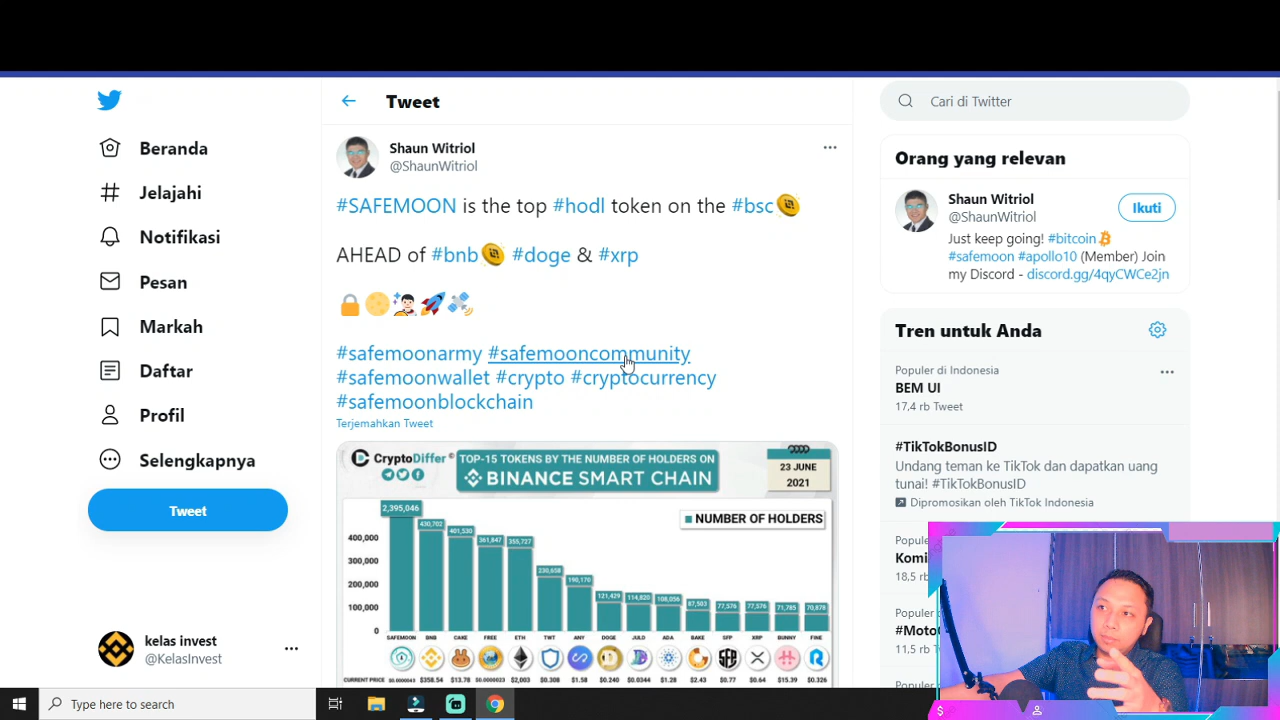 Tweet
Cari di Twitter
Beranda
Jelajahi
Notifikasi
Pesan
Markah
Daftar
Profil
Selengkapnya
Tweet
kelas invest
@KelasInvest
Shaun Witriol
@ShaunWitriol
#SAFEMOON is the top #hodl token on the #bsc
AHEAD of #bnb #doge & #xrp
#safemoonarmy #safemooncommunity
#safemoonwallet #crypto #cryptocurrency
#safemoonblockchain
Terjemahkan Tweet
CryptoDiffer ©
TOP-15 TOKENS BY THE NUMBER OF HOLDERS ON
BINANCE SMART CHAIN
23 JUNE
2021
NUMBER OF HOLDERS
2,395,046 430,702 401,530 361,847 355,727 230,658 190,170 121,429 114,820 108,056 87,503 77,576 77,576 71,785 70,878
400,000
300,000
200,000
100,000
0
SAFEMOON BNB CAKE FREE ETH TWT ANY DOGE JULD ADA BAKE SFP XRP BUNNY FINE
CURRENT PRICE $0.0000043 $358.54 $13.78 $2,003 $0.308 $1.58 $0.240 $0.0344 $1.28 $2.43 $0.77 $0.64 $15.39 $0.326
Orang yang relevan
Shaun Witriol
@ShaunWitriol
Ikuti
Just keep going! #bitcoin
#safemoon #apollo10 (Member) Join
my Discord - discord.gg/4qyCWCe2jn
Tren untuk Anda
Populer di Indonesia
BEM UI
17,4 rb Tweet
#TikTokBonusID
Undang teman ke TikTok dan dapatkan uang
tunai! #TikTokBonusID
Dipromosikan oleh TikTok Indonesia
Type here to search